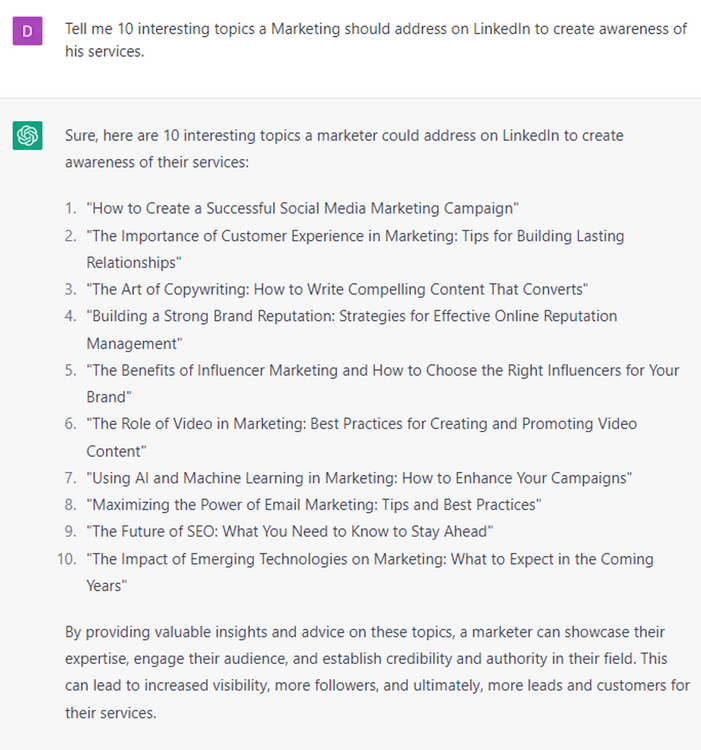 D
Tell me 10 interesting topics a Marketing should address on LinkedIn to create awareness of
his services.
Sure, here are 10 interesting topics a marketer could address on LinkedIn to create
awareness of their services:
1. "How to Create a Successful Social Media Marketing Campaign"
2. "The Importance of Customer Experience in Marketing: Tips for Building Lasting
Relationships"
3. "The Art of Copywriting: How to Write Compelling Content That Converts"
4. "Building a Strong Brand Reputation: Strategies for Effective Online Reputation
Management"
5. "The Benefits of Influencer Marketing and How to Choose the Right Influencers for Your
Brand"
6. "The Role of Video in Marketing: Best Practices for Creating and Promoting Video
Content"
7. "Using AI and Machine Learning in Marketing: How to Enhance Your Campaigns"
8. "Maximizing the Power of Email Marketing: Tips and Best Practices"
9. "The Future of SEO: What You Need to Know to Stay Ahead"
10. "The Impact of Emerging Technologies on Marketing: What to Expect in the Coming
Years"
By providing valuable insights and advice on these topics, a marketer can showcase their
expertise, engage their audience, and establish credibility and authority in their field. This
can lead to increased visibility, more followers, and ultimately, more leads and customers for
their services.